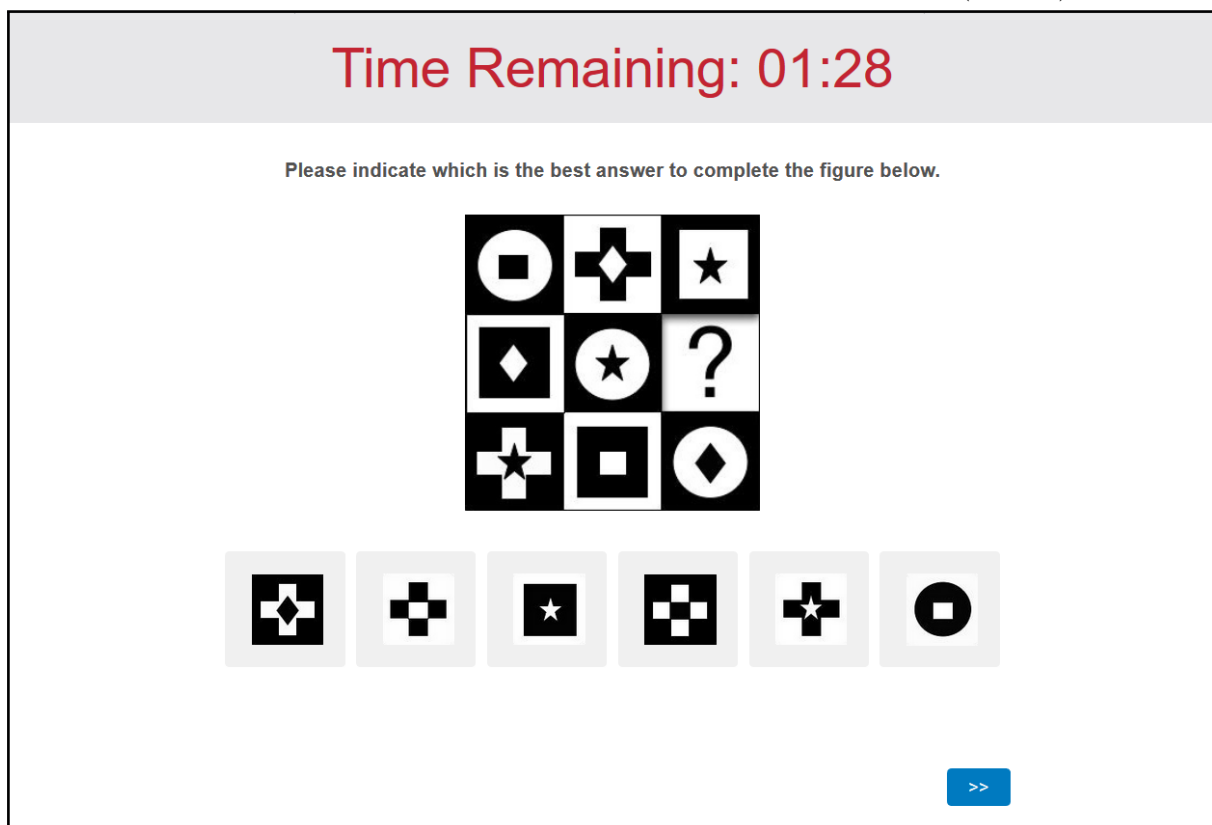 Time Remaining: 01:28
Please indicate which is the best answer to complete the figure below.
?
>>